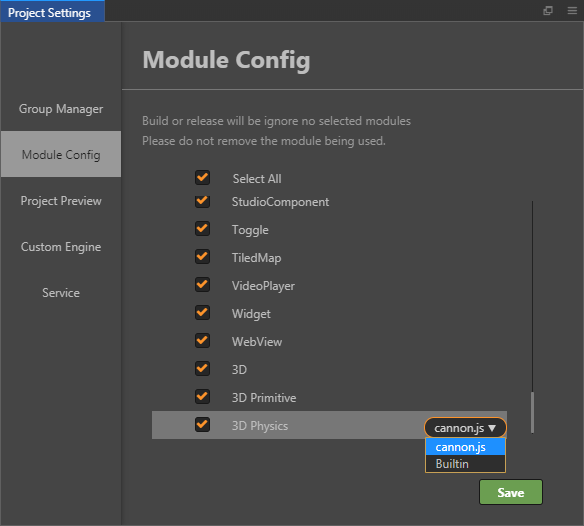 Project Settings
Module Config
Group Manager
Module Config
Project Preview
Custom Engine
Service
Build or release will be ignore no selected modules
Please do not remove the module being used.
Select All
StudioComponent
Toggle
TiledMap
VideoPlayer
Widget
WebView
3D
3D Primitive
3D Physics
cannon.js
cannon.js
Builtin
Save